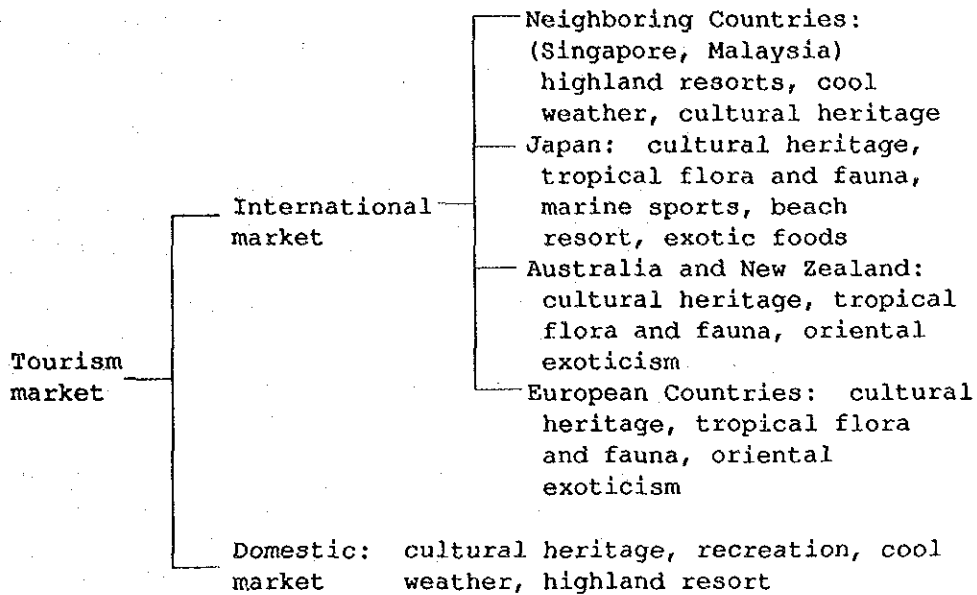 Neighboring Countries:
(Singapore, Malaysia)
highland resorts, cool
weather, cultural heritage
Japan: cultural heritage,
tropical flora and fauna,
marine sports, beach
resort, exotic foods
International
market
Australia and New Zealand:
cultural heritage, tropical
flora and fauna, oriental
exoticism
Tourism
market
European Countries: cultural
heritage, tropical flora
and fauna, oriental
exoticism
Domestic: cultural heritage, recreation, cool
market weather, highland resort